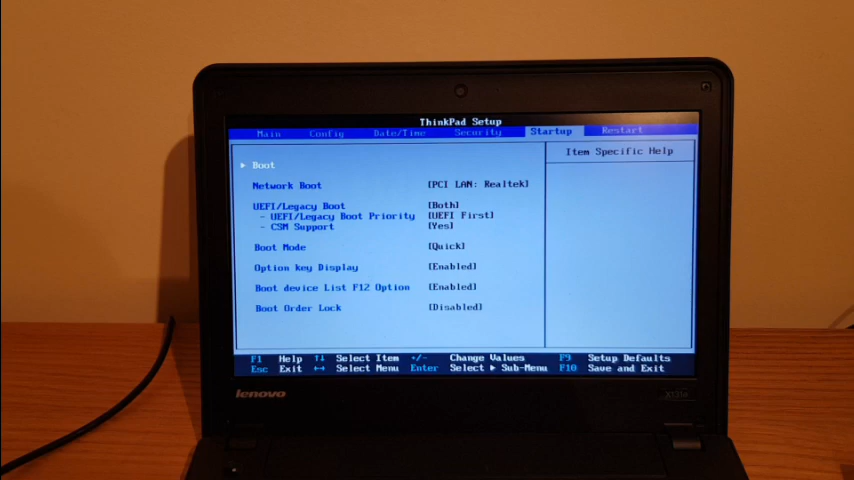 ThinkPad Setup
Main Config Date/Time Security Startup Restart
Item Specific Help
▶ Boot
Network Boot [PCI LAN: Realtek]
UEFI/Legacy Boot [Both]
- UEFI/Legacy Boot Priority [UEFI First]
- CSM Support [Yes]
Boot Mode [Quick]
Option key Display [Enabled]
Boot device List F12 Option [Enabled]
Boot Order Lock [Disabled]
F1 Help ↑↓ Select Item +/- Change Values F9 Setup Defaults
Esc Exit ↔ Select Menu Enter Select ▶ Sub-Menu F10 Save and Exit
lenovo
X131e